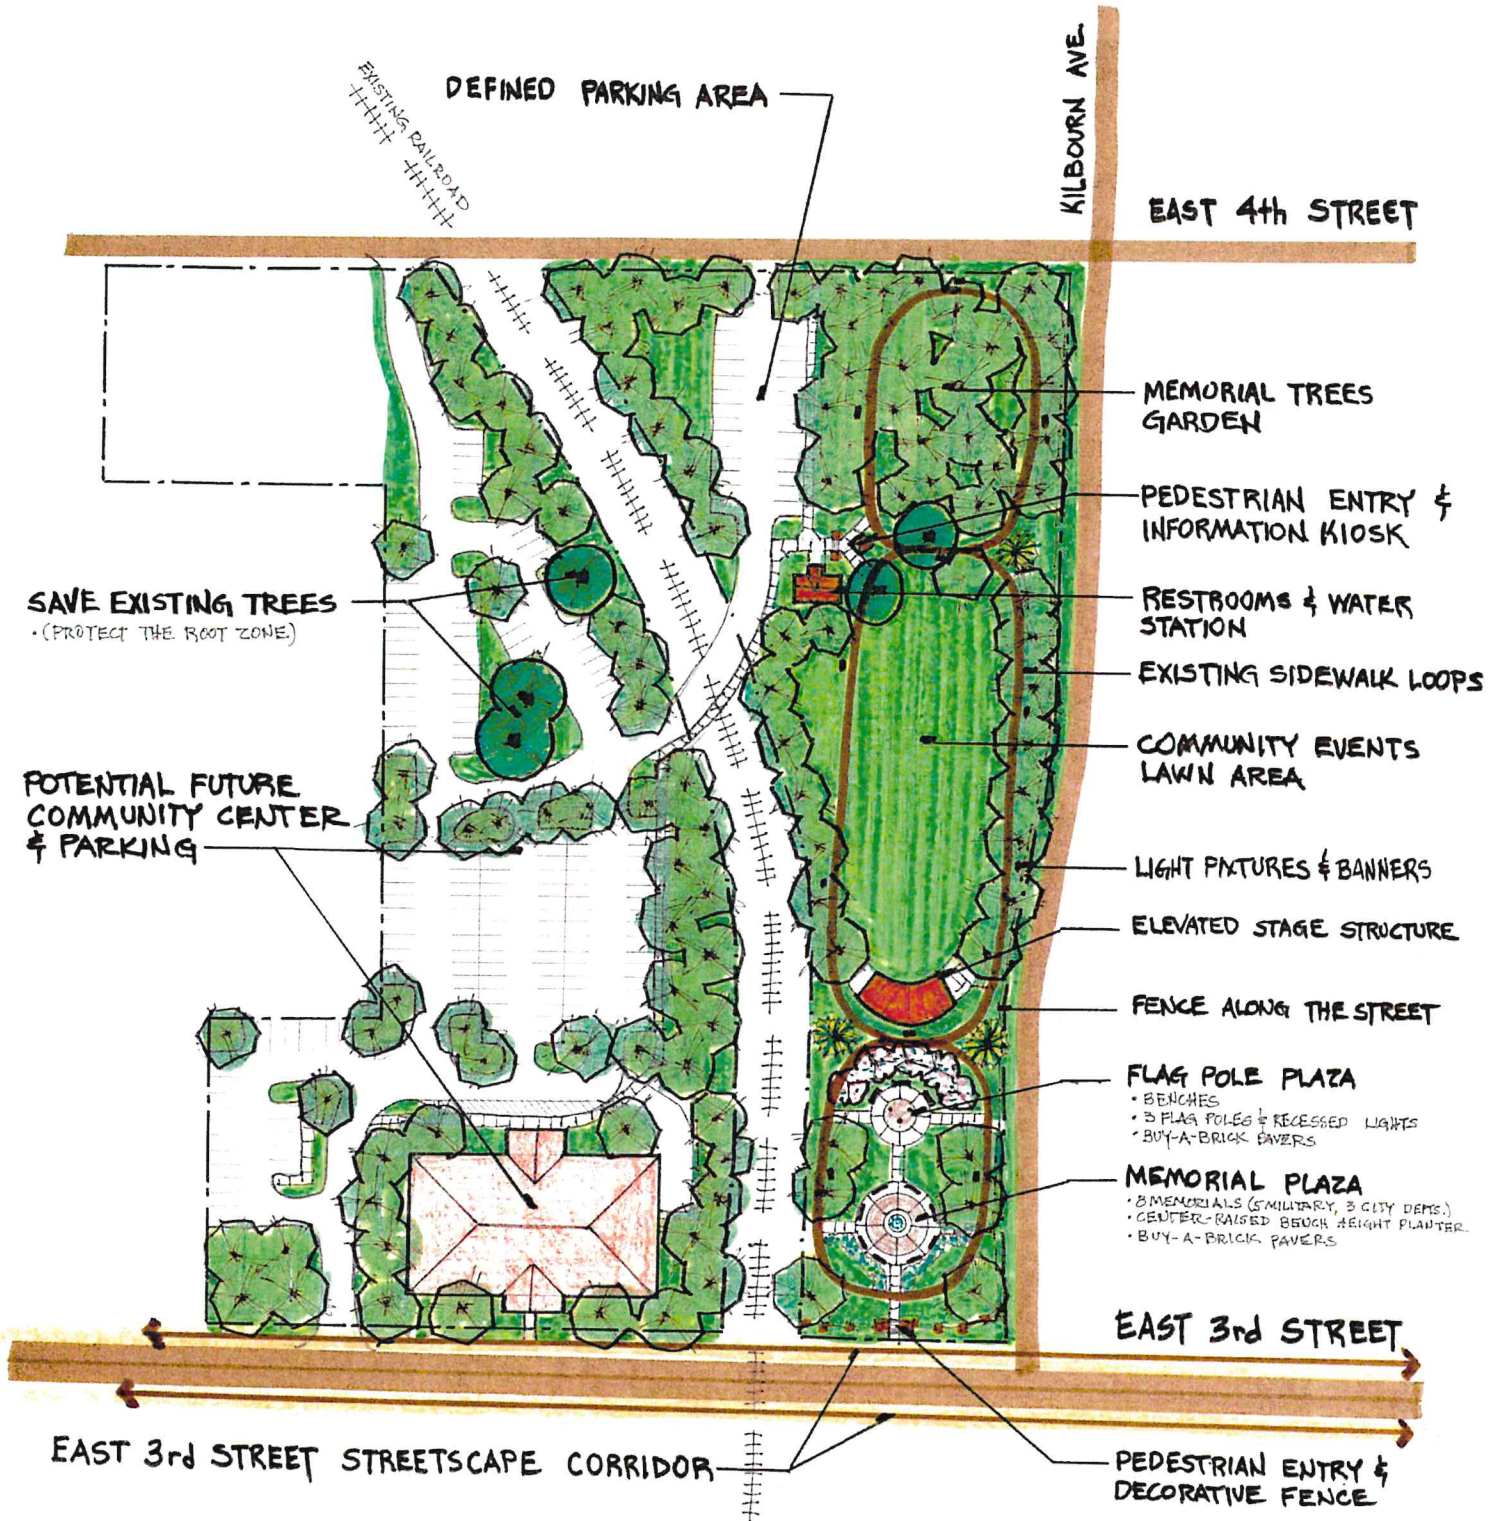 KILBOURN AVE.
EXISTING RAILROAD
DEFINED PARKING AREA
EAST 4th STREET
MEMORIAL TREES
GARDEN
PEDESTRIAN ENTRY &
INFORMATION KIOSK
SAVE EXISTING TREES
• (PROTECT THE ROOT ZONE)
RESTROOMS & WATER
STATION
EXISTING SIDEWALK LOOPS
COMMUNITY EVENTS
LAWN AREA
POTENTIAL FUTURE
COMMUNITY CENTER
& PARKING
LIGHT FIXTURES & BANNERS
ELEVATED STAGE STRUCTURE
FENCE ALONG THE STREET
FLAG POLE PLAZA
• BENCHES
• 3 FLAG POLES & RECESSED LIGHTS
• BUY-A-BRICK PAVERS
MEMORIAL PLAZA
• 8 MEMORIALS (5 MILITARY, 3 CITY DEPTS.)
• CENTER-RAISED BENCH HEIGHT PLANTER
• BUY-A-BRICK PAVERS
EAST 3rd STREET
EAST 3rd STREET STREETSCAPE CORRIDOR
PEDESTRIAN ENTRY &
DECORATIVE FENCE